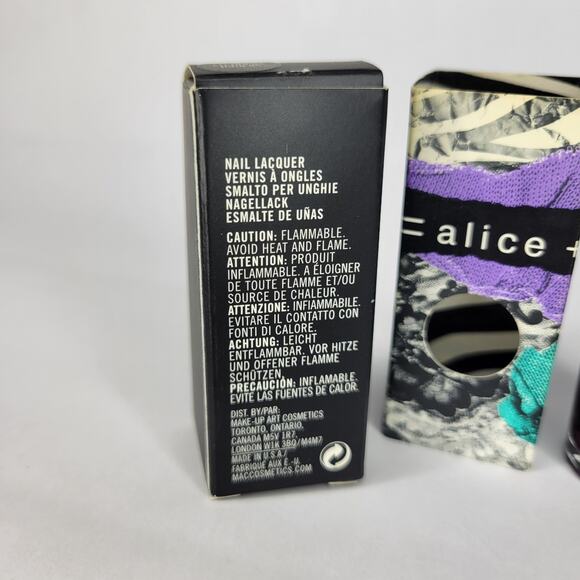 NAIL LACQUER
VERNIS À ONGLES
SMALTO PER UNGHIE
NAGELLACK
ESMALTE DE UÑAS
CAUTION: FLAMMABLE.
AVOID HEAT AND FLAME.
ATTENTION: PRODUIT
INFLAMMABLE. A ÉLOIGNER
DE TOUTE FLAMME ET/OU
SOURCE DE CHALEUR.
ATTENZIONE: INFIAMMABILE.
EVITARE IL CONTATTO CON
FONTI DI CALORE.
ACHTUNG: LEICHT
ENTFLAMMBAR. VOR HITZE
UND OFFENER FLAMME
SCHÜTZEN.
PRECAUCIÓN: INFLAMABLE.
EVITE LAS FUENTES DE CALOR.
DIST. BY/PAR:
MAKE-UP ART COSMETICS
TORONTO, ONTARIO,
CANADA M5V 1R7.
LONDON W1K 3BQ/M4M7
MADE IN U.S.A./
FABRIQUÉ AUX É.-U.
MACCOSMETICS.COM
= alice +